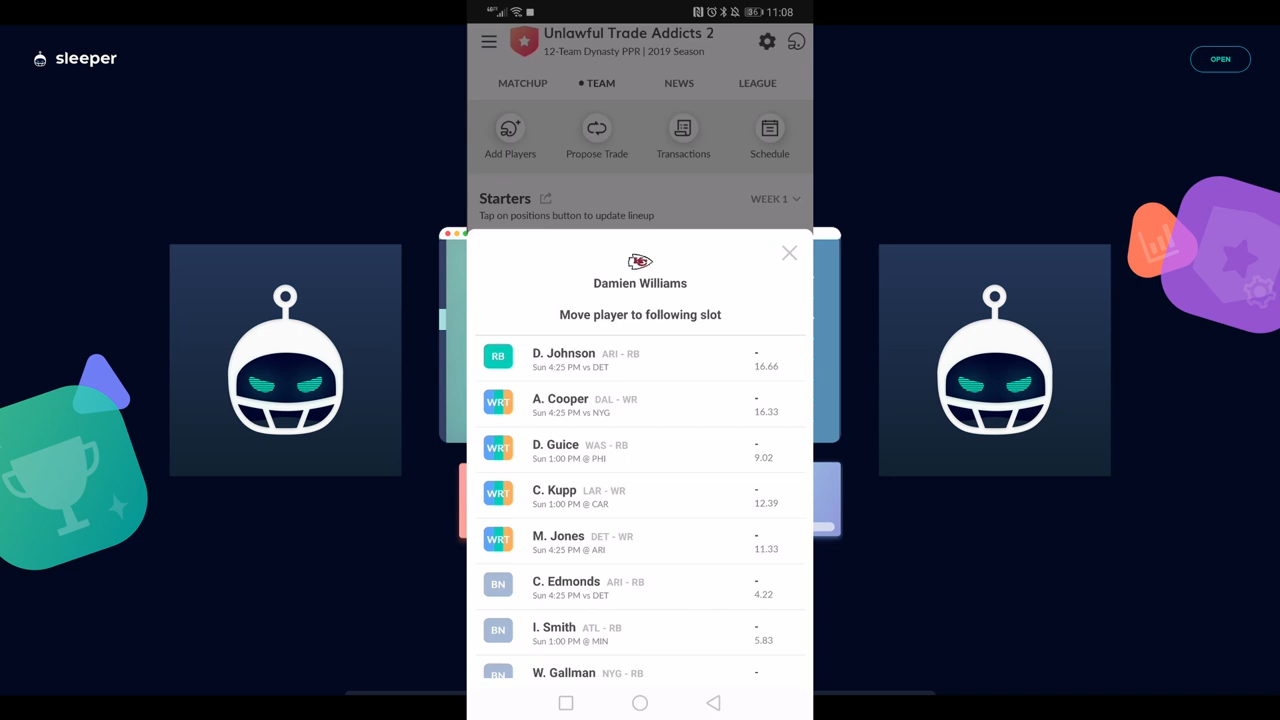 sleeper
OPEN
36 11:08
Unlawful Trade Addicts 2
12-Team Dynasty PPR | 2019 Season
MATCHUP • TEAM NEWS LEAGUE
Add Players Propose Trade Transactions Schedule
Starters WEEK 1
Tap on positions button to update lineup
Damien Williams
Move player to following slot
RB D. Johnson ARI - RB -
Sun 4:25 PM vs DET 16.66
WRT A. Cooper DAL - WR -
Sun 4:25 PM vs NYG 16.33
WRT D. Guice WAS - RB -
Sun 1:00 PM @ PHI 9.02
WRT C. Kupp LAR - WR -
Sun 1:00 PM @ CAR 12.39
WRT M. Jones DET - WR -
Sun 4:25 PM @ ARI 11.33
BN C. Edmonds ARI - RB -
Sun 4:25 PM vs DET 4.22
BN I. Smith ATL - RB -
Sun 1:00 PM @ MIN 5.83
BN W. Gallman NYG - RB -